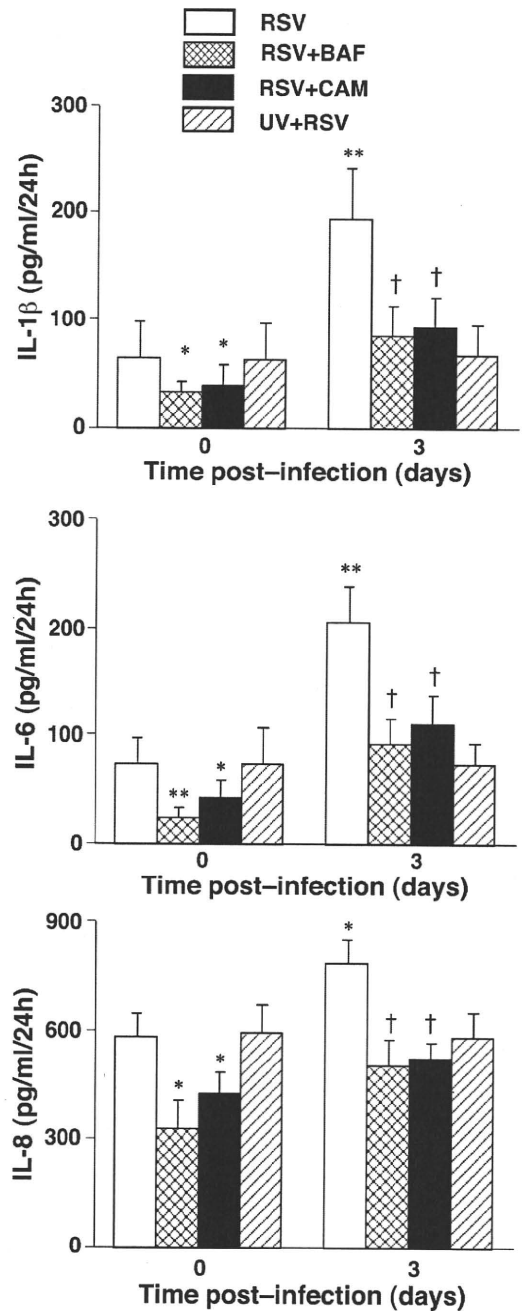 RSV
RSV+BAF
RSV+CAM
UV+RSV
IL-1β (pg/ml/24h)
300
200
100
0
**
† †
* *
0 3
Time post–infection (days)
IL-6 (pg/ml/24h)
300
200
100
0
**
† †
** *
0 3
Time post–infection (days)
IL-8 (pg/ml/24h)
900
600
300
0
*
† †
* *
0 3
Time post–infection (days)